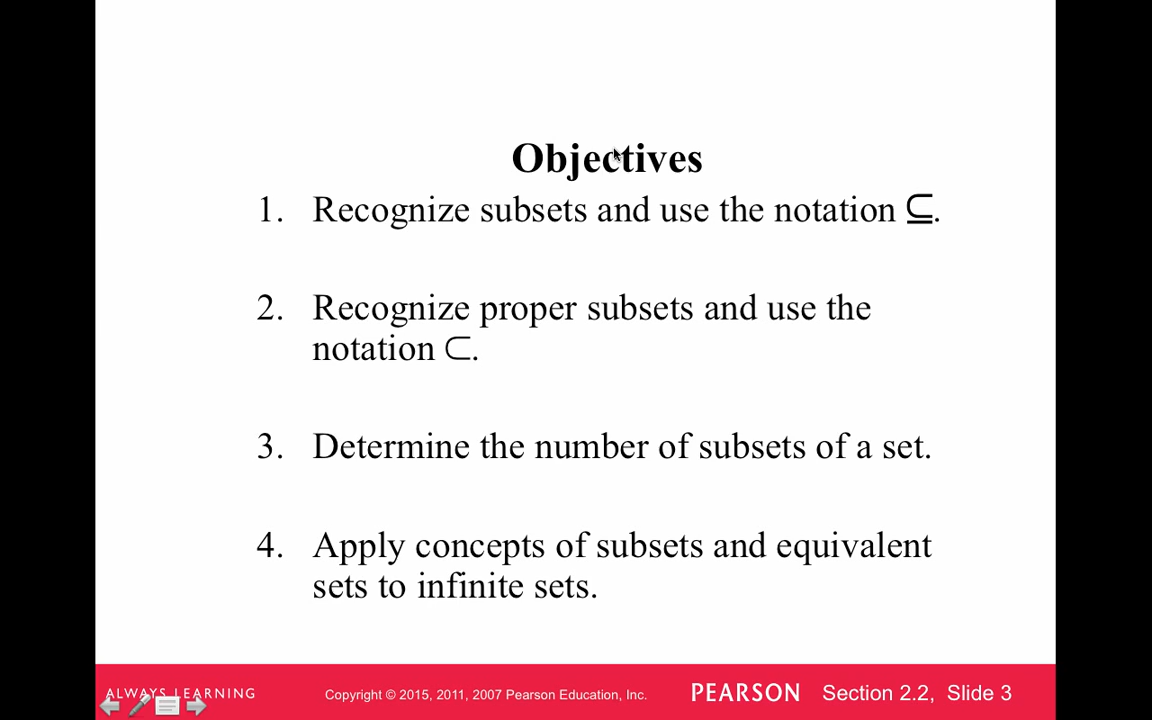 Objectives
1. Recognize subsets and use the notation ⊆.
2. Recognize proper subsets and use the
notation ⊂.
3. Determine the number of subsets of a set.
4. Apply concepts of subsets and equivalent
sets to infinite sets.
ALWAYS LEARNING Copyright © 2015, 2011, 2007 Pearson Education, Inc. PEARSON Section 2.2, Slide 3